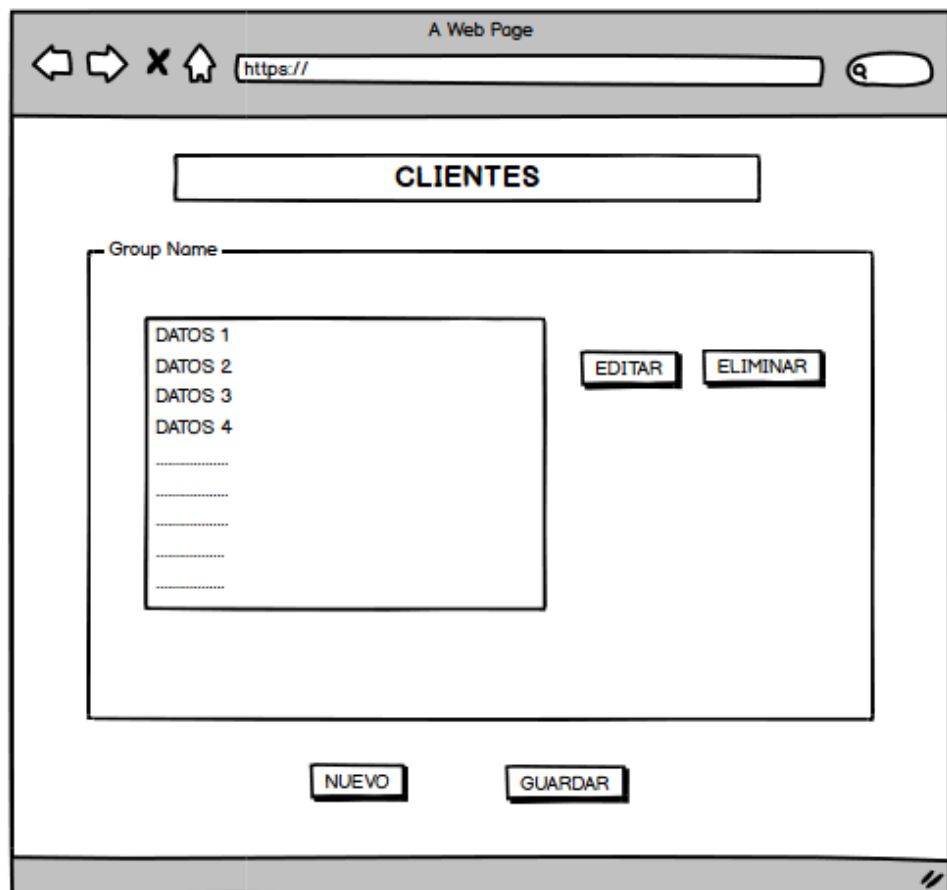 A Web Page
https://
CLIENTES
Group Name
DATOS 1
DATOS 2
DATOS 3
DATOS 4
EDITAR
ELIMINAR
NUEVO
GUARDAR